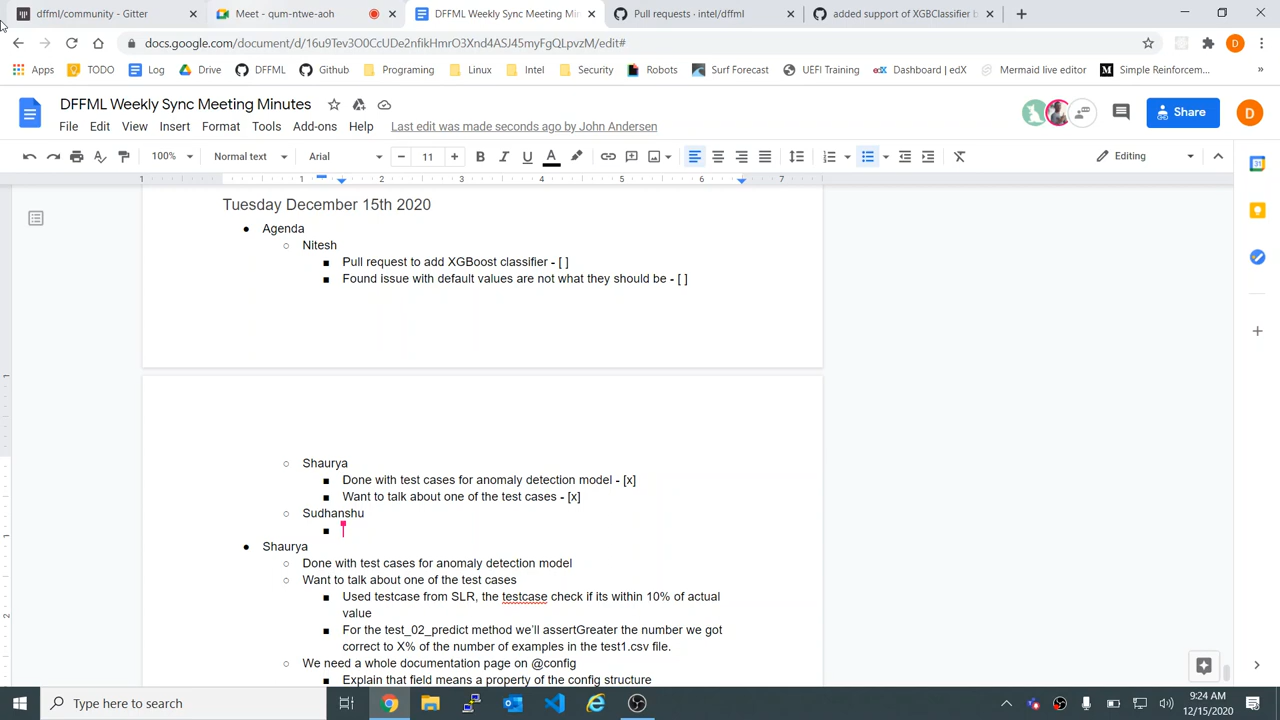 dffml/community - Gitter
Meet - qum-ntwe-aoh
DFFML Weekly Sync Meeting Min
Pull requests · intel/dffml
added support of XGBClassifier b
docs.google.com/document/d/16u9Tev3O0CcUDe2nfikHmrO3Xnd4ASJ45myFgQLpvzM/edit#
D
Apps
TODO
Log
Drive
DFFML
Github
Programing
Linux
Intel
Security
Robots
Surf Forecast
UEFI Training
Dashboard | edX
Mermaid live editor
Simple Reinforcem...
»
DFFML Weekly Sync Meeting Minutes
Share
D
File Edit View Insert Format Tools Add-ons Help Last edit was made seconds ago by John Andersen
100% Normal text Arial 11 B I U A Editing
1 1 2 3 4 5 6 7
Tuesday December 15th 2020
● Agenda
○ Nitesh
■ Pull request to add XGBoost classifier - [ ]
■ Found issue with default values are not what they should be - [ ]
○ Shaurya
■ Done with test cases for anomaly detection model - [x]
■ Want to talk about one of the test cases - [x]
○ Sudhanshu
■
● Shaurya
○ Done with test cases for anomaly detection model
○ Want to talk about one of the test cases
■ Used testcase from SLR, the testcase check if its within 10% of actual
value
■ For the test_02_predict method we'll assertGreater the number we got
correct to X% of the number of examples in the test1.csv file.
○ We need a whole documentation page on @config
■ Explain that field means a property of the config structure
Type here to search
9:24 AM
12/15/2020